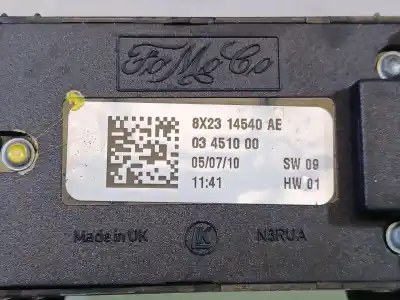 FoMoCo
8X23 14540 AE
03 4510 00
05/07/10 SW 09
11:41 HW 01
Made in UK LK N3RUA